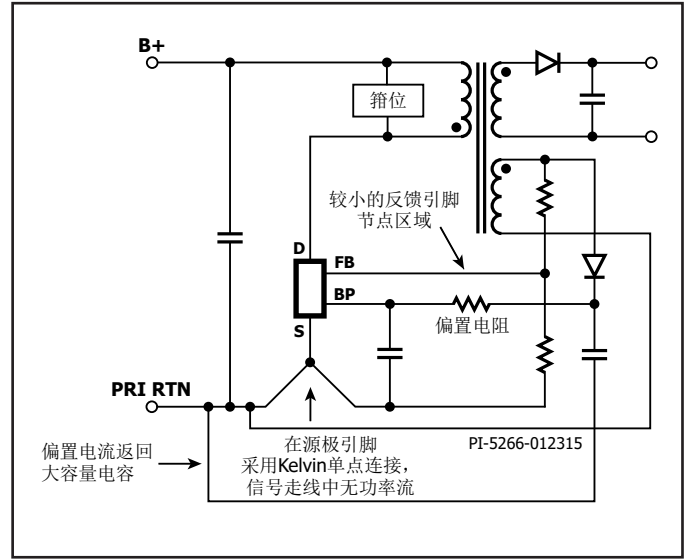 B+
箝位
较小的反馈引脚
节点区域
D
FB
BP
S
偏置电阻
PRI RTN
偏置电流返回
大容量电容
在源极引脚
采用Kelvin单点连接，
信号走线中无功率流
PI-5266-012315